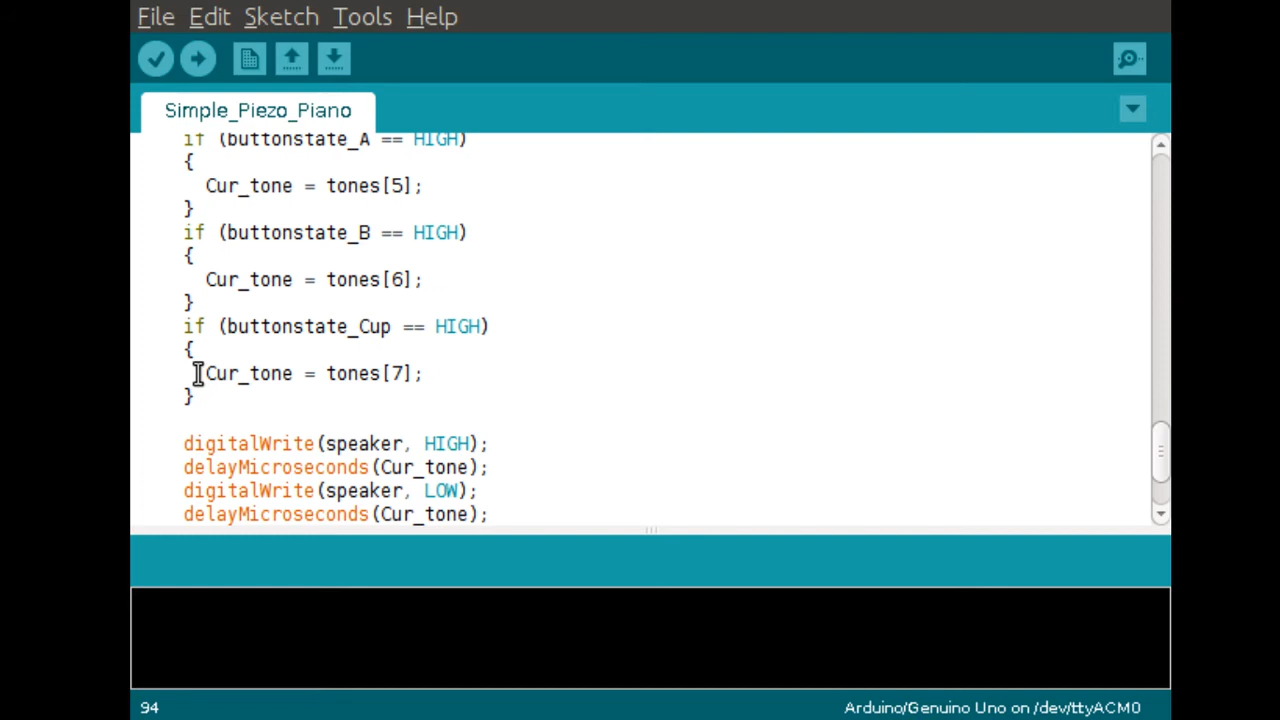 File Edit Sketch Tools Help
Simple_Piezo_Piano
if (buttonstate_A == HIGH)
{
Cur_tone = tones[5];
}
if (buttonstate_B == HIGH)
{
Cur_tone = tones[6];
}
if (buttonstate_Cup == HIGH)
{
Cur_tone = tones[7];
}
digitalWrite(speaker, HIGH);
delayMicroseconds(Cur_tone);
digitalWrite(speaker, LOW);
delayMicroseconds(Cur_tone);
94 Arduino/Genuino Uno on /dev/ttyACM0